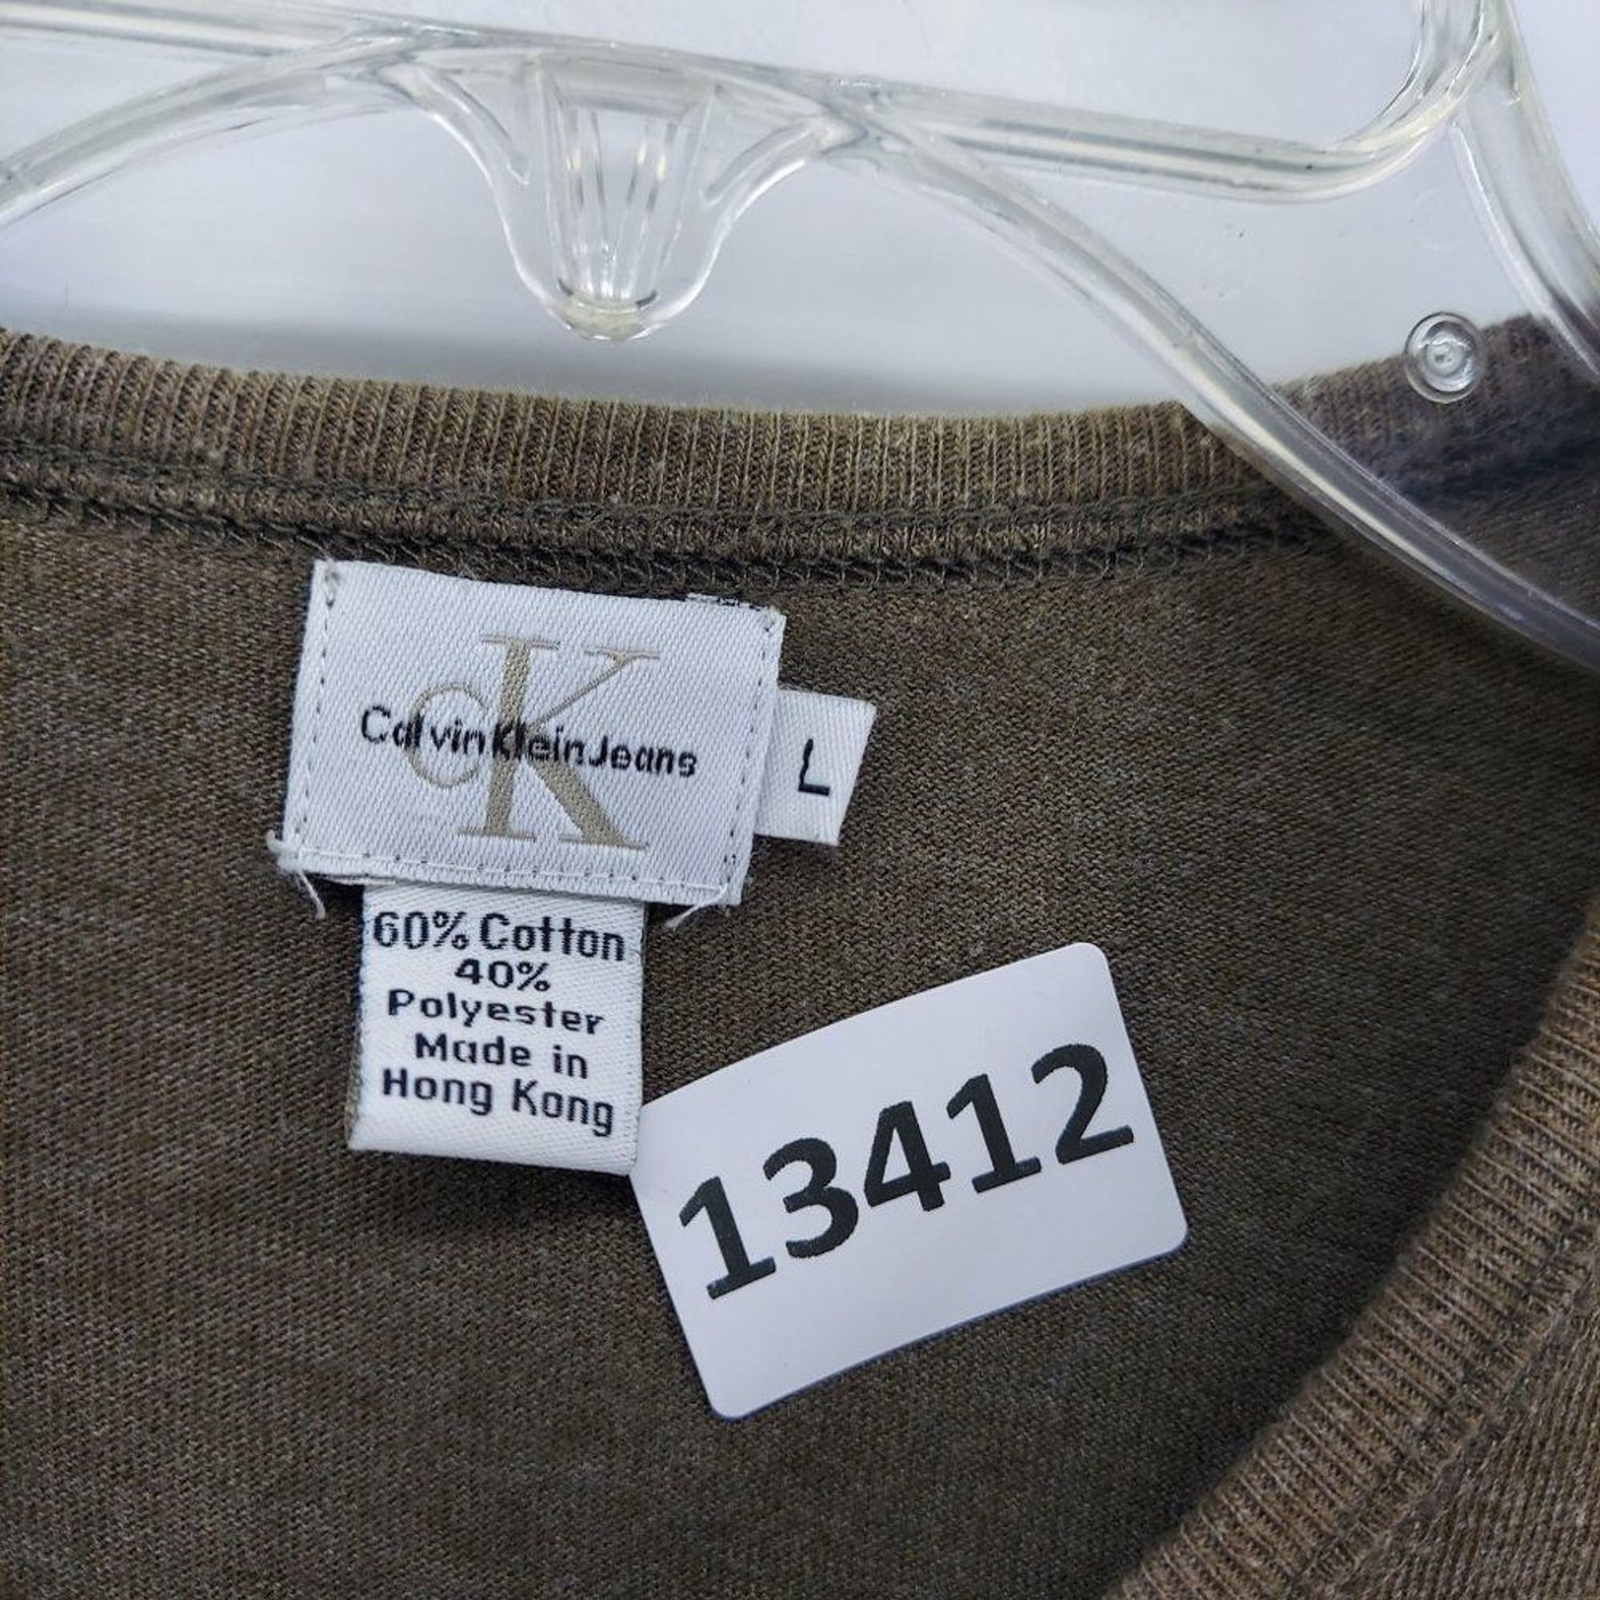 cK
Calvin Klein Jeans
L
60% Cotton
40%
Polyester
Made in
Hong Kong
13412